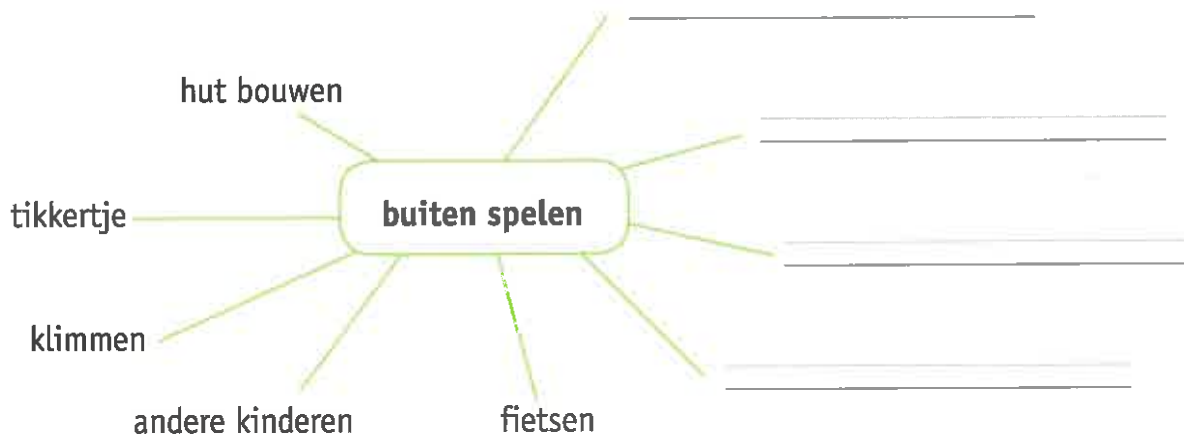 hut bouwen
tikkertje
buiten spelen
klimmen
andere kinderen
fietsen